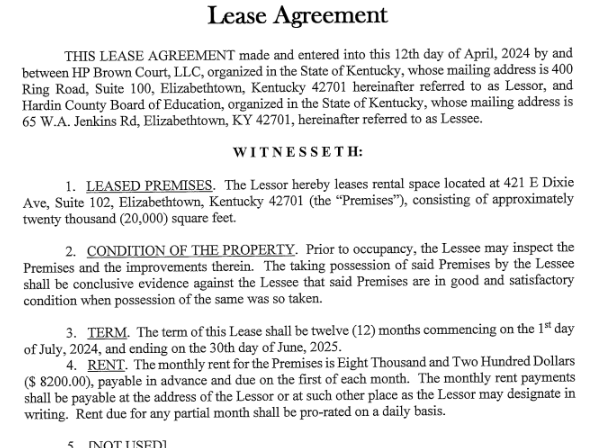 Lease Agreement
THIS LEASE AGREEMENT made and entered into this 12th day of April, 2024 by and
between HP Brown Court, LLC, organized in the State of Kentucky, whose mailing address is 400
Ring Road, Suite 100, Elizabethtown, Kentucky 42701 hereinafter referred to as Lessor, and
Hardin County Board of Education, organized in the State of Kentucky, whose mailing address is
65 W.A. Jenkins Rd, Elizabethtown, KY 42701, hereinafter referred to as Lessee.
WITNESSETH:
1. LEASED PREMISES. The Lessor hereby leases rental space located at 421 E Dixie
Ave, Suite 102, Elizabethtown, Kentucky 42701 (the “Premises”), consisting of approximately
twenty thousand (20,000) square feet.
2. CONDITION OF THE PROPERTY. Prior to occupancy, the Lessee may inspect the
Premises and the improvements therein. The taking possession of said Premises by the Lessee
shall be conclusive evidence against the Lessee that said Premises are in good and satisfactory
condition when possession of the same was so taken.
3. TERM. The term of this Lease shall be twelve (12) months commencing on the 1st day
of July, 2024, and ending on the 30th day of June, 2025.
4. RENT. The monthly rent for the Premises is Eight Thousand and Two Hundred Dollars
($ 8200.00), payable in advance and due on the first of each month. The monthly rent payments
shall be payable at the address of the Lessor or at such other place as the Lessor may designate in
writing. Rent due for any partial month shall be pro-rated on a daily basis.
5. [NOT USED]